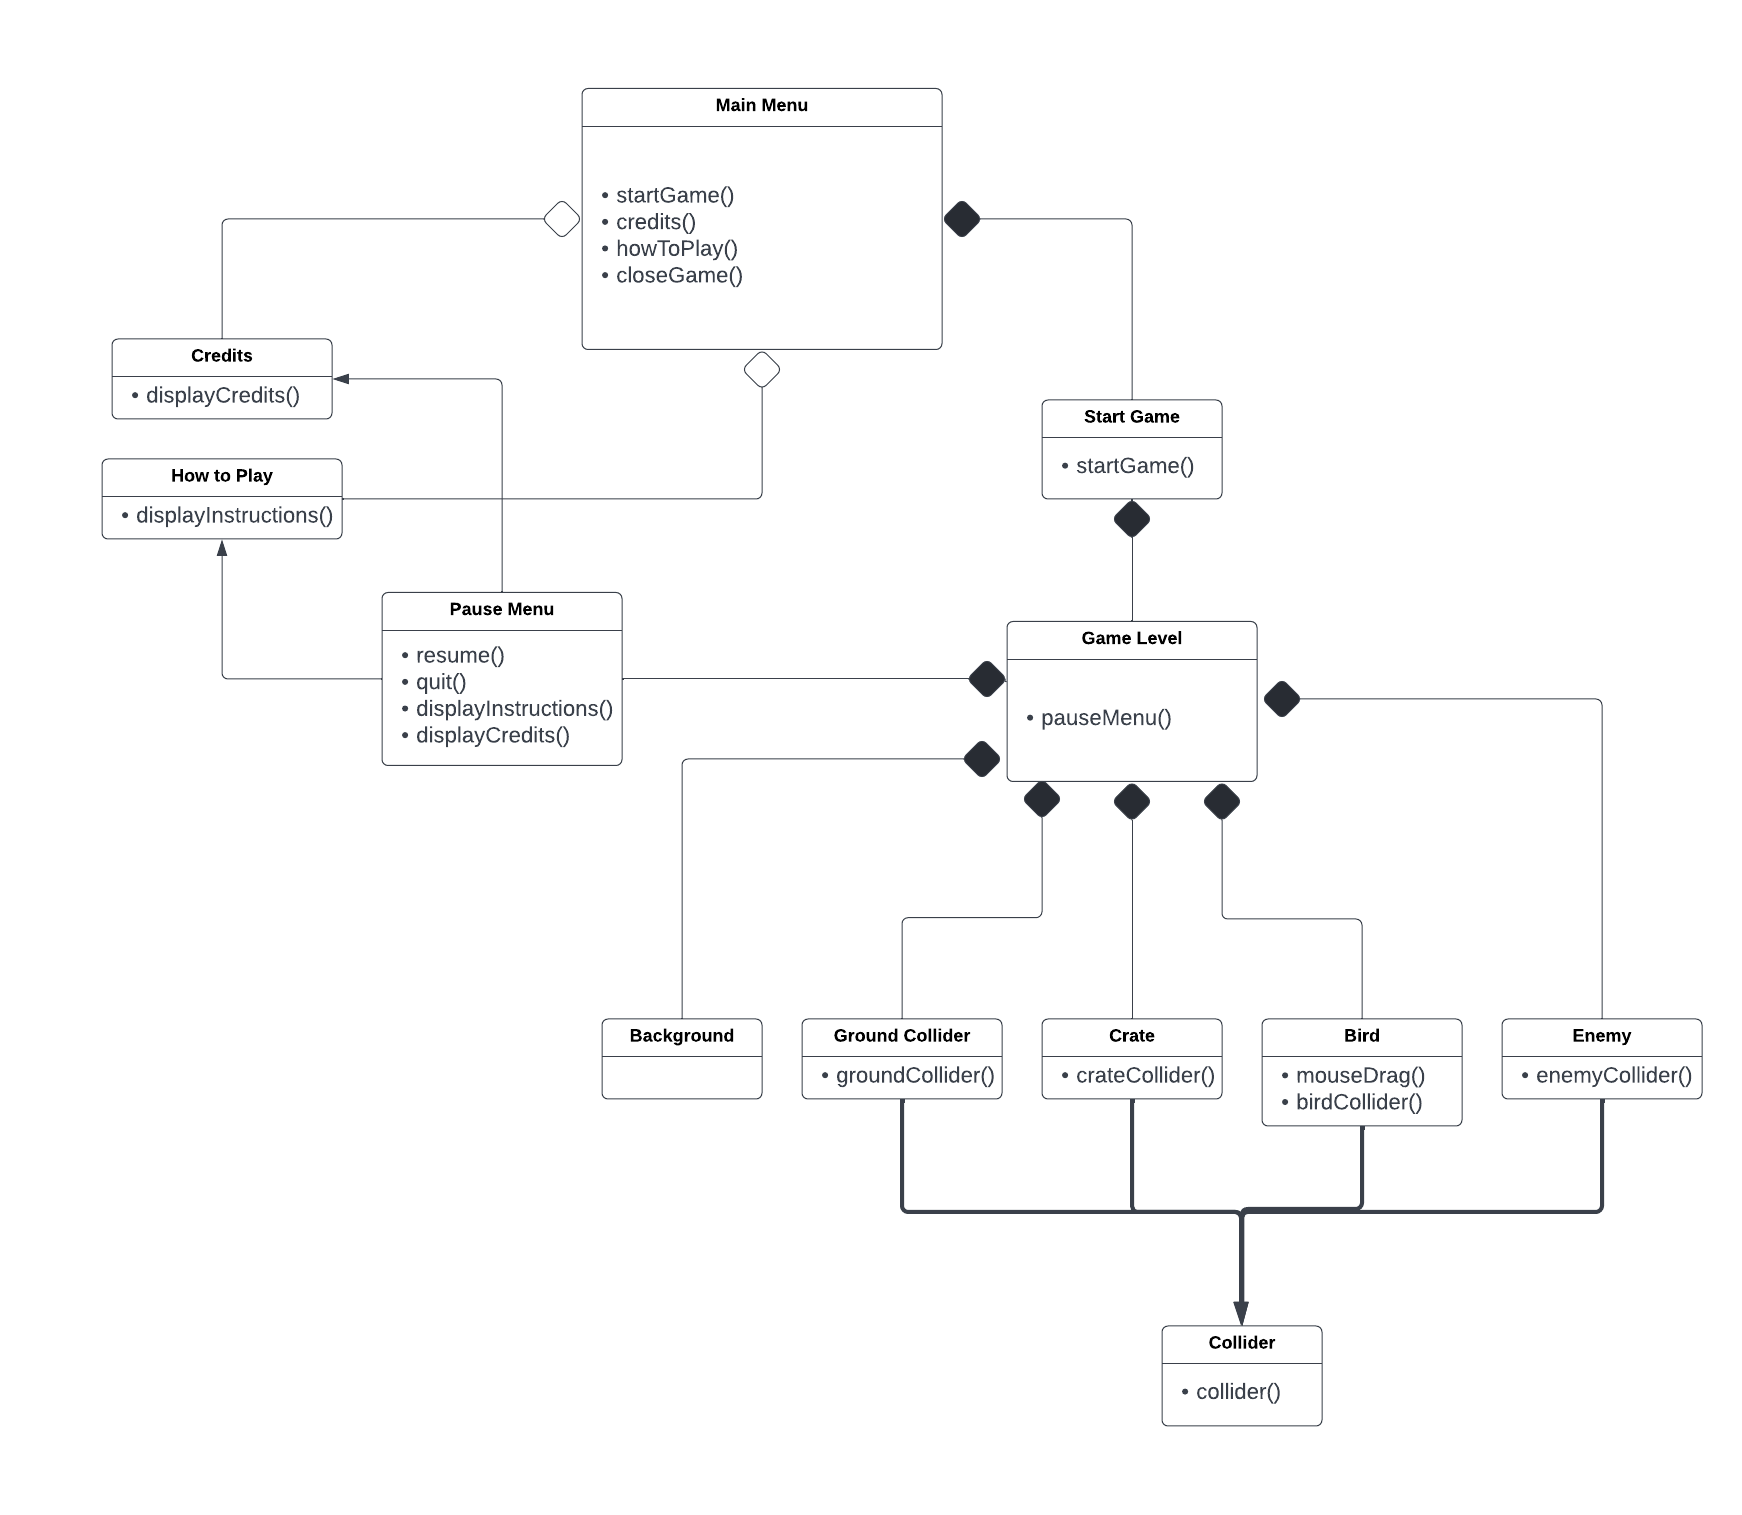 Main Menu
• startGame()
• credits()
• howToPlay()
• closeGame()
Credits
• displayCredits()
How to Play
• displayInstructions()
Start Game
• startGame()
Pause Menu
• resume()
• quit()
• displayInstructions()
• displayCredits()
Game Level
• pauseMenu()
Background
Ground Collider
• groundCollider()
Crate
• crateCollider()
Bird
• mouseDrag()
• birdCollider()
Enemy
• enemyCollider()
Collider
• collider()